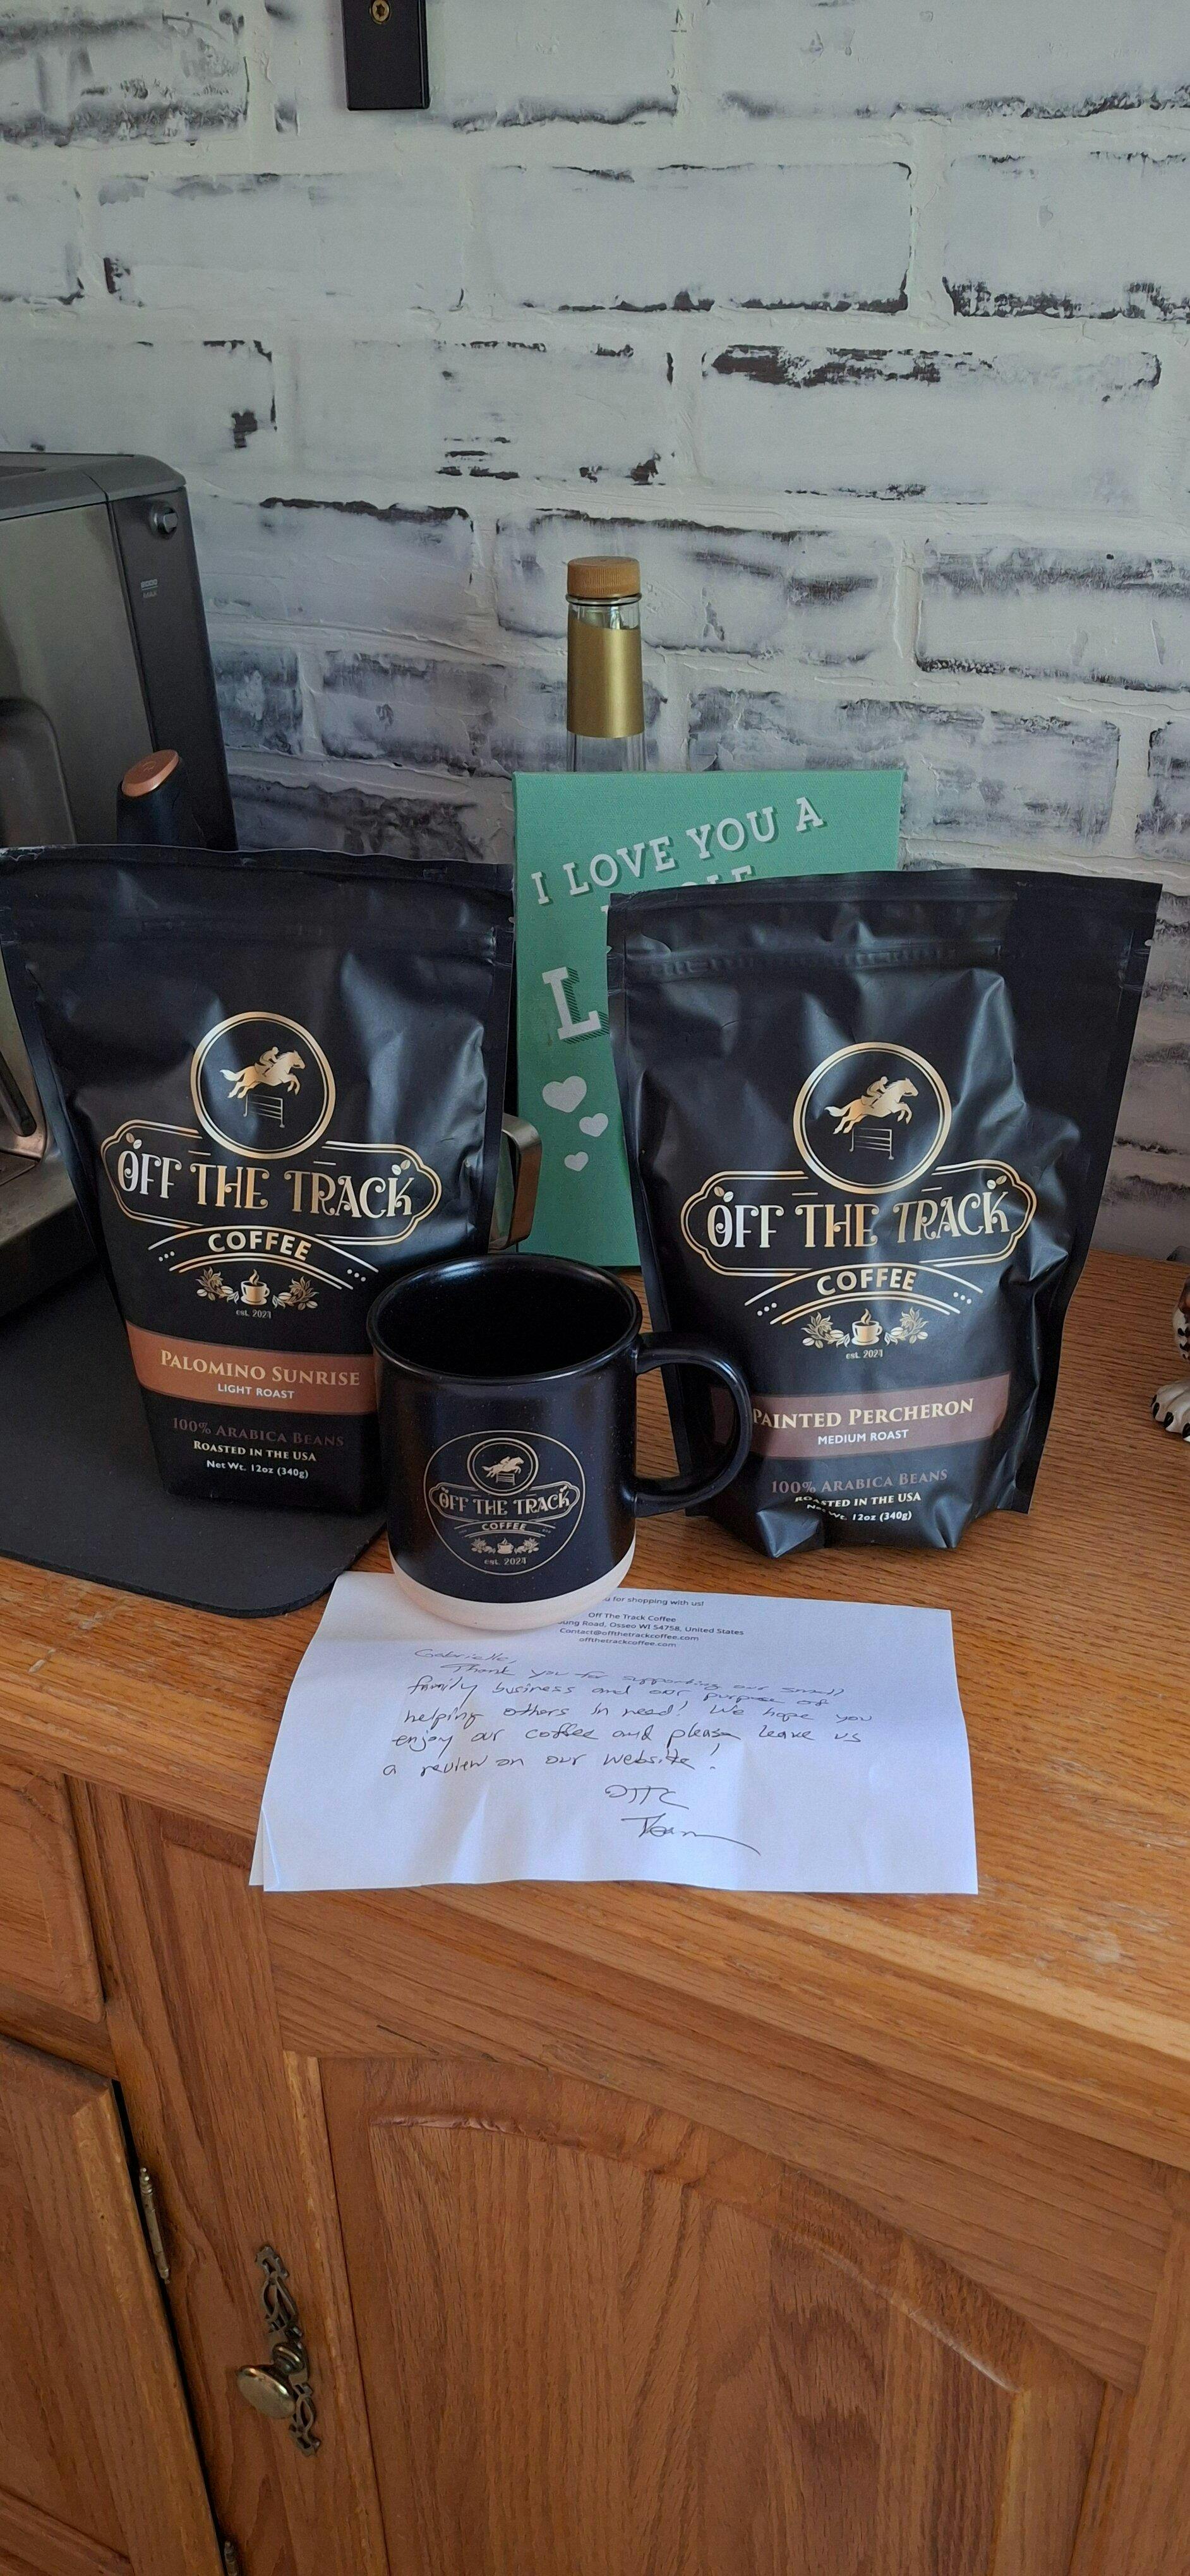 I LOVE YOU A
L
OFF THE TRACK
COFFEE
est. 2021
PALOMINO SUNRISE
LIGHT ROAST
100% ARABICA BEANS
ROASTED IN THE USA
Net Wt. 12oz (340g)
OFF THE TRACK
COFFEE
est. 2021
PAINTED PERCHERON
MEDIUM ROAST
100% ARABICA BEANS
ROASTED IN THE USA
Net Wt. 12oz (340g)
OFF THE TRACK
COFFEE
est. 2021
for shopping with us!
Off The Track Coffee
Road, Osseo WI 54758, United States
Contact@offthetrackcoffee.com
offthetrackcoffee.com
Gabrielle,
Thank you for supporting our small
family business and our purpose of
helping others in need! We hope you
enjoy our coffee and please leave us
a review on our website!
OTTC
Team